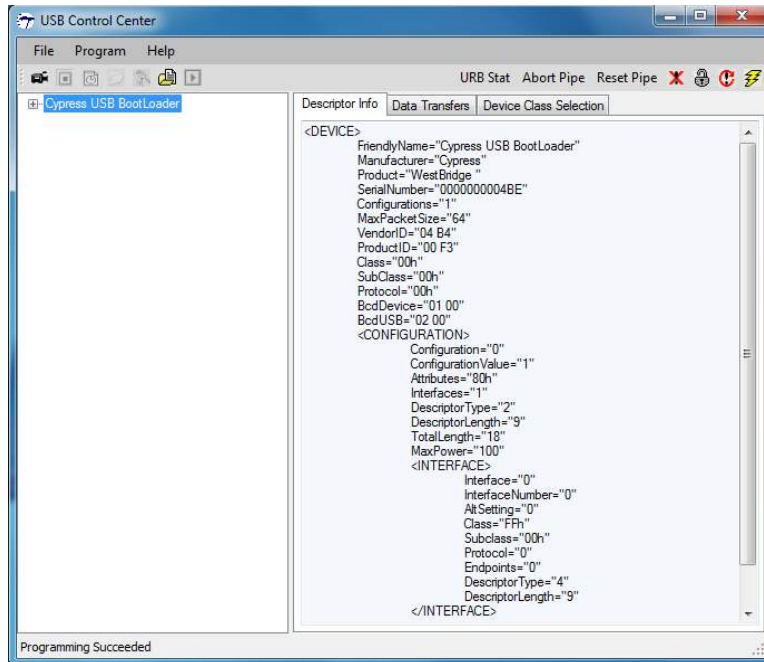 USB Control Center
File Program Help
URB Stat Abort Pipe Reset Pipe
Cypress USB BootLoader
Descriptor Info Data Transfers Device Class Selection
<DEVICE>
FriendlyName="Cypress USB BootLoader"
Manufacturer="Cypress"
Product="WestBridge "
SerialNumber="0000000004BE"
Configurations="1"
MaxPacketSize="64"
VendorID="04 B4"
ProductID="00 F3"
Class="00h"
SubClass="00h"
Protocol="00h"
BcdDevice="01 00"
BcdUSB="02 00"
<CONFIGURATION>
Configuration="0"
ConfigurationValue="1"
Attributes="80h"
Interfaces="1"
DescriptorType="2"
DescriptorLength="9"
TotalLength="18"
MaxPower="100"
<INTERFACE>
Interface="0"
InterfaceNumber="0"
AltSetting="0"
Class="FFh"
Subclass="00h"
Protocol="0"
Endpoints="0"
DescriptorType="4"
DescriptorLength="9"
</INTERFACE>
Programming Succeeded